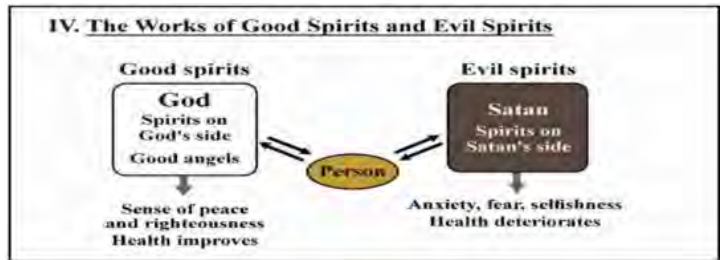 IV. The Works of Good Spirits and Evil Spirits
Good spirits
God
Spirits on
God's side
Good angels
Sense of peace
and righteousness
Health improves
Person
Evil spirits
Satan
Spirits on
Satan's side
Anxiety, fear, selfishness
Health deteriorates